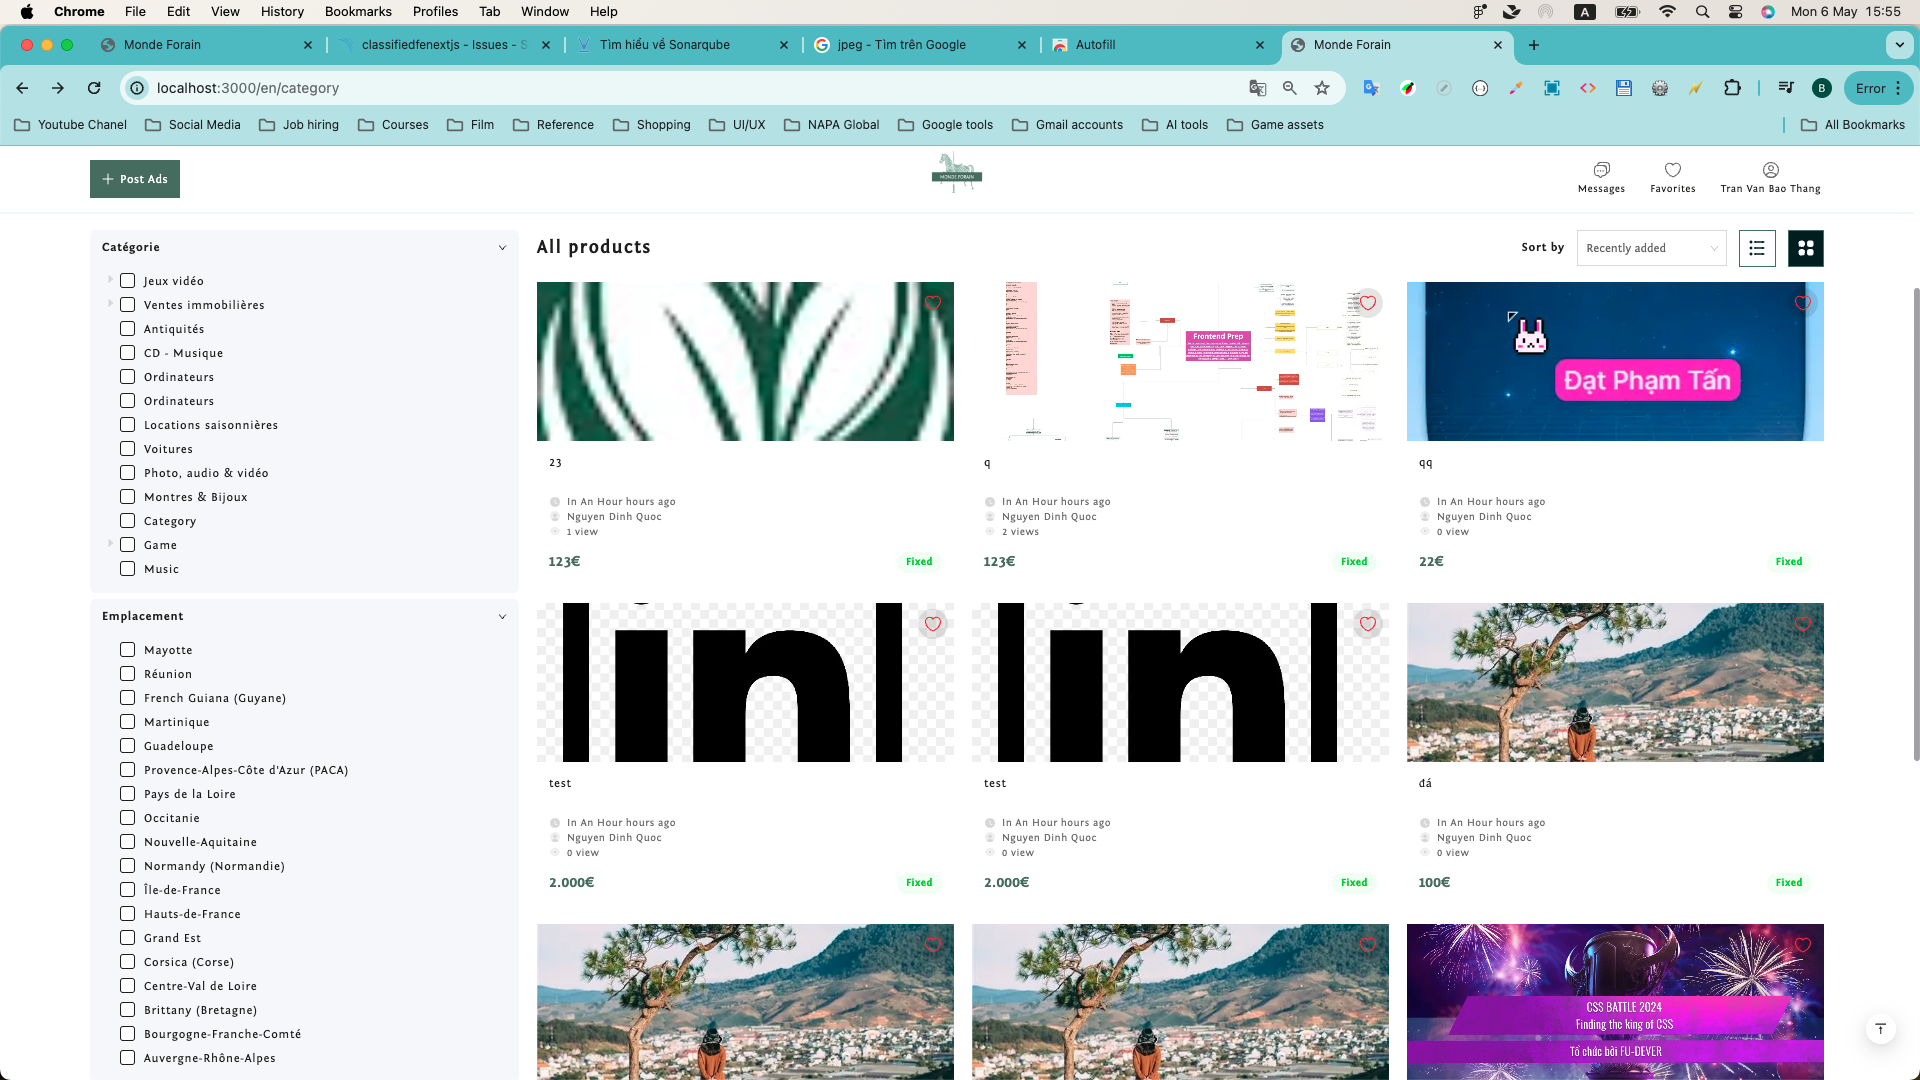 Chrome File Edit View History Bookmarks Profiles Tab Window Help
A
Mon 6 May 15:55
Monde Forain
classifiedfenextjs - Issues - S
Tìm hiểu về Sonarqube
jpeg - Tìm trên Google
Autofill
Monde Forain
localhost:3000/en/category
B
Error
Youtube Chanel
Social Media
Job hiring
Courses
Film
Reference
Shopping
UI/UX
NAPA Global
Google tools
Gmail accounts
AI tools
Game assets
All Bookmarks
+ Post Ads
MONDE FORAIN
Messages
Favorites
Tran Van Bao Thang
Catégorie
Jeux vidéo
Ventes immobilières
Antiquités
CD - Musique
Ordinateurs
Ordinateurs
Locations saisonnières
Voitures
Photo, audio & vidéo
Montres & Bijoux
Category
Game
Music
Emplacement
Mayotte
Réunion
French Guiana (Guyane)
Martinique
Guadeloupe
Provence-Alpes-Côte d'Azur (PACA)
Pays de la Loire
Occitanie
Nouvelle-Aquitaine
Normandy (Normandie)
Île-de-France
Hauts-de-France
Grand Est
Corsica (Corse)
Centre-Val de Loire
Brittany (Bretagne)
Bourgogne-Franche-Comté
Auvergne-Rhône-Alpes
All products
Sort by
Recently added
23
In An Hour hours ago
Nguyen Dinh Quoc
1 view
123€
Fixed
Frontend Prep
q
In An Hour hours ago
Nguyen Dinh Quoc
2 views
123€
Fixed
Đạt Phạm Tấn
qq
In An Hour hours ago
Nguyen Dinh Quoc
0 view
22€
Fixed
test
In An Hour hours ago
Nguyen Dinh Quoc
0 view
2.000€
Fixed
test
In An Hour hours ago
Nguyen Dinh Quoc
0 view
2.000€
Fixed
đá
In An Hour hours ago
Nguyen Dinh Quoc
0 view
100€
Fixed
CSS BATTLE 2024
Finding the king of CSS
Tổ chức bởi FU-DEVER